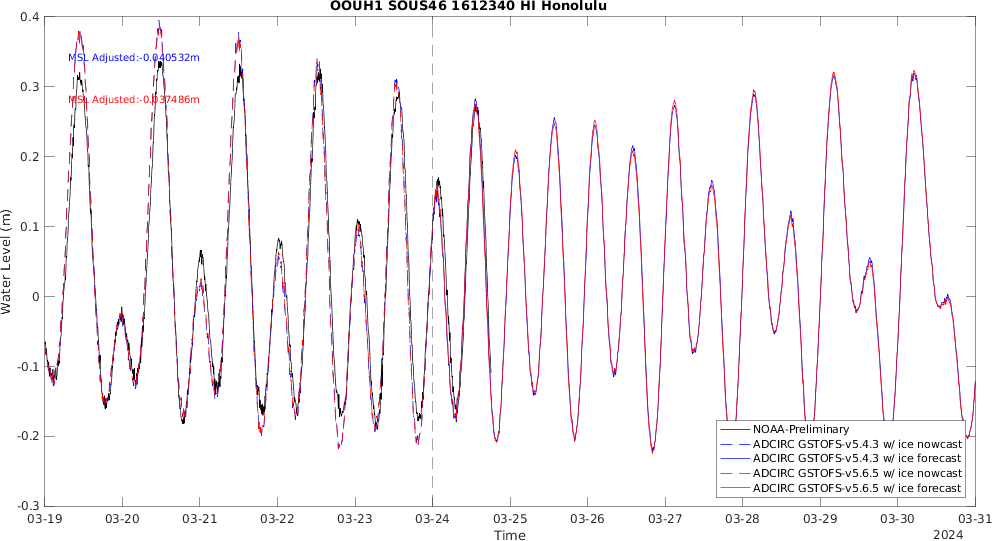 OOUH1 SOUS46 1612340 HI Honolulu
0.4
0.3
0.2
0.1
0
-0.1
-0.2
-0.3
Water Level (m)
MSL Adjusted:-0.040532m
MSL Adjusted:-0.037486m
NOAA-Preliminary
ADCIRC GSTOFS-v5.4.3 w/ ice nowcast
ADCIRC GSTOFS-v5.4.3 w/ ice forecast
ADCIRC GSTOFS-v5.6.5 w/ ice nowcast
ADCIRC GSTOFS-v5.6.5 w/ ice forecast
03-19 03-20 03-21 03-22 03-23 03-24 03-25 03-26 03-27 03-28 03-29 03-30 03-31
Time
2024